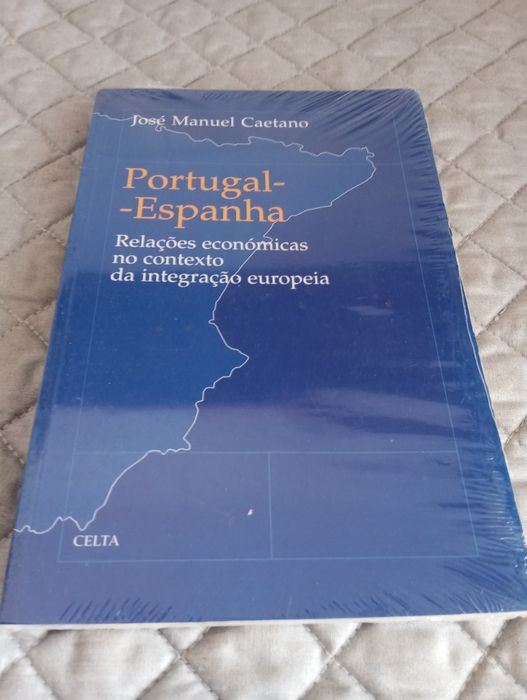 José Manuel Caetano
Portugal-
-Espanha
Relações económicas
no contexto
da integração europeia
CELTA